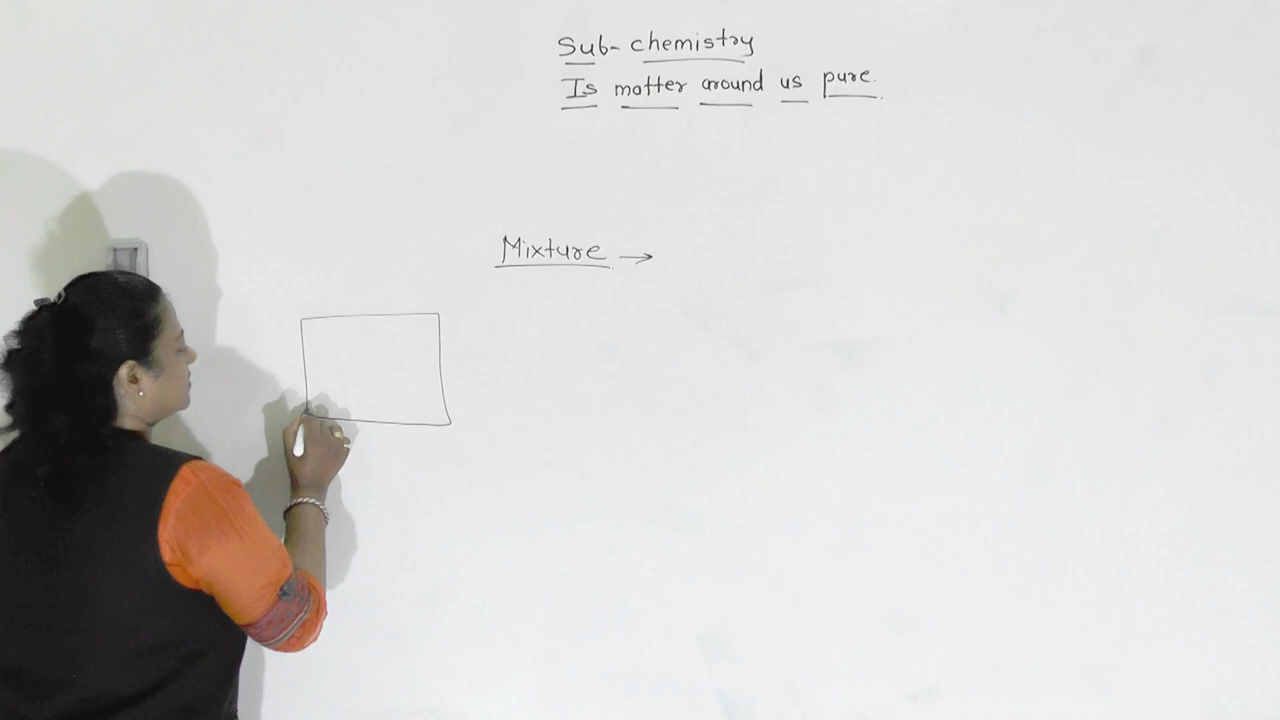 Sub- chemistry
Is matter around us pure.
Mixture →